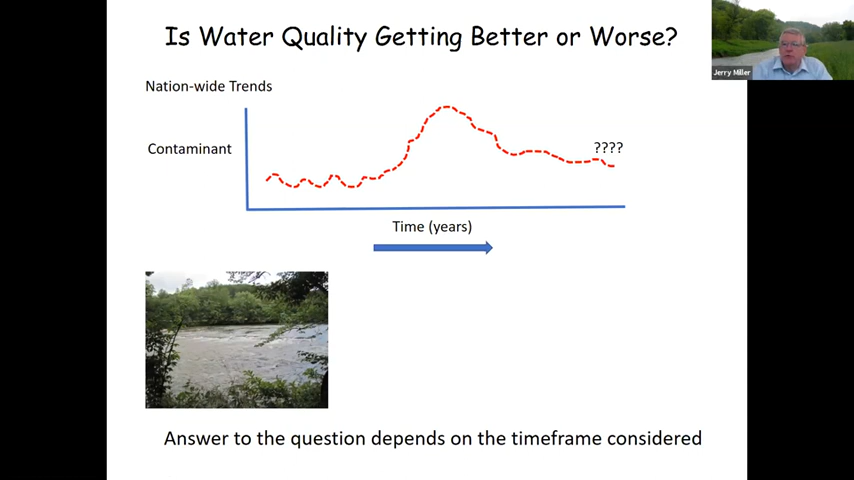 Is Water Quality Getting Better or Worse?
Jerry Miller
Nation-wide Trends
Contaminant
????
Time (years)
Answer to the question depends on the timeframe considered